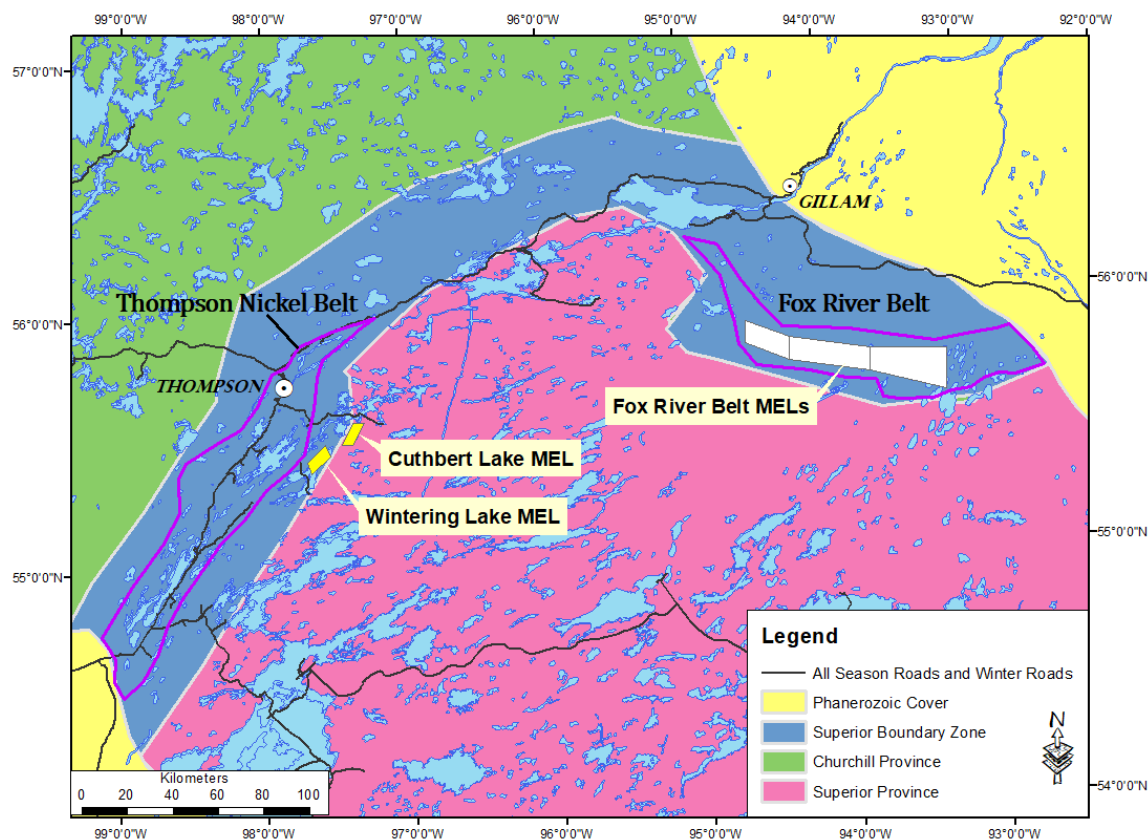 99°0'0"W 98°0'0"W 97°0'0"W 96°0'0"W 95°0'0"W 94°0'0"W 93°0'0"W 92°0'0"W
57°0'0"N
GILLAM
56°0'0"N
Thompson Nickel Belt
Fox River Belt
56°0'0"N
THOMPSON
Fox River Belt MELs
Cuthbert Lake MEL
Wintering Lake MEL
55°0'0"N
55°0'0"N
Legend
All Season Roads and Winter Roads
Phanerozoic Cover
Superior Boundary Zone
Churchill Province
Superior Province
N
Kilometers
0 20 40 60 80 100
54°0'0"N
99°0'0"W 98°0'0"W 97°0'0"W 96°0'0"W 95°0'0"W 94°0'0"W 93°0'0"W